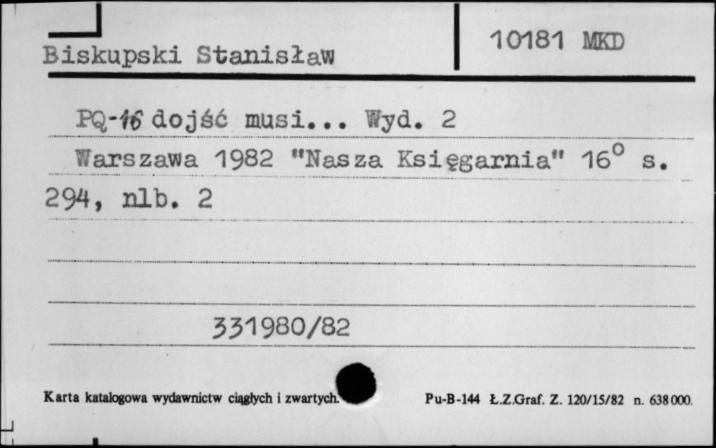 10181 MKD
Biskupski Stanisław
PQ-16 dojść musi... Wyd. 2
Warszawa 1982 "Nasza Księgarnia" 16° s.
294, nlb. 2
331980/82
Karta katalogowa wydawnictw ciągłych i zwartych.
Pu-B-144 Ł.Z.Graf. Z. 120/15/82 n. 638000.